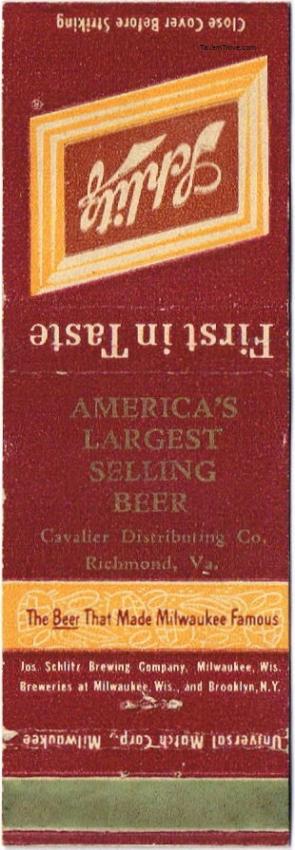 Close Cover Before Striking
TavernTrove.com
®
Schlitz
First in Taste
AMERICA'S
LARGEST
SELLING
BEER
Cavalier Distributing Co.
Richmond, Va.
The Beer That Made Milwaukee Famous
Jos. Schlitz Brewing Company, Milwaukee, Wis.
Breweries at Milwaukee, Wis., and Brooklyn, N.Y.
Universal Match Corp., Milwaukee